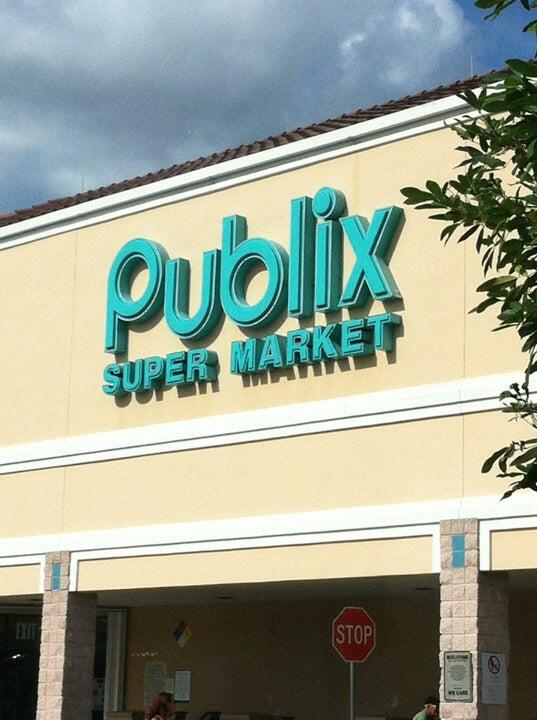 Publix
SUPER MARKET
EXIT
STOP
WELCOME
WE CARE